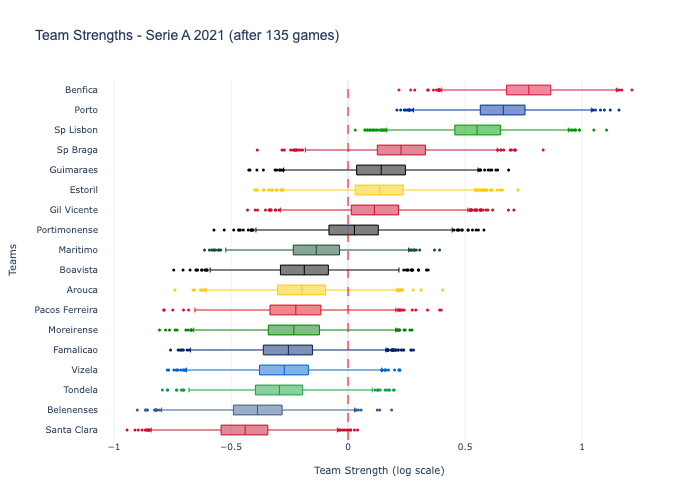 Team Strengths - Serie A 2021 (after 135 games)
Benfica
Porto
Sp Lisbon
Sp Braga
Guimaraes
Estoril
Gil Vicente
Portimonense
Maritimo
Boavista
Arouca
Pacos Ferreira
Moreirense
Famalicao
Vizela
Tondela
Belenenses
Santa Clara
Teams
−1
−0.5
0
0.5
1
Team Strength (log scale)